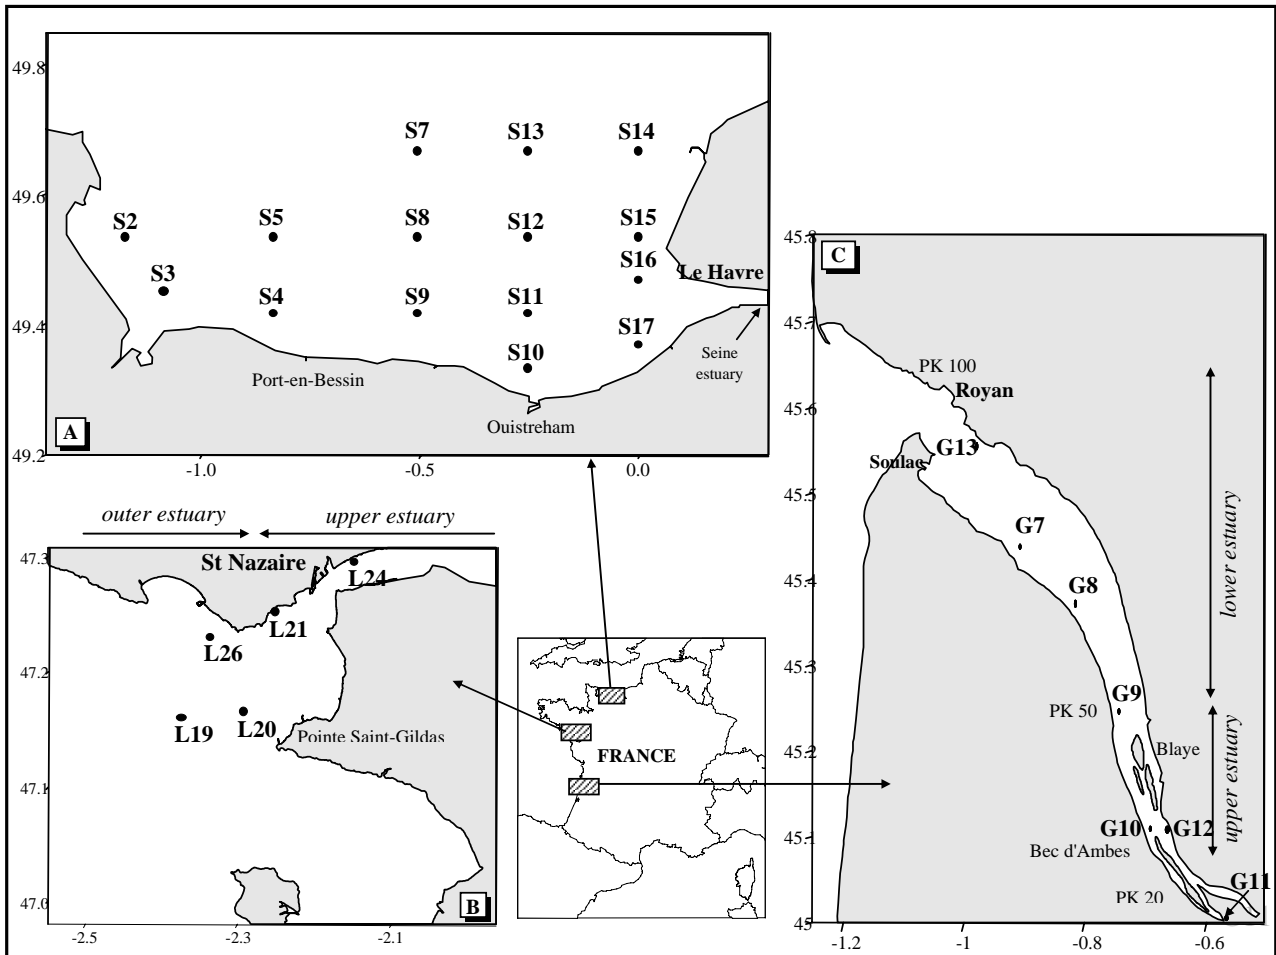 49.8
S7 S13 S14
49.6
S2 S5 S8 S12 S15
S3 S16
Le Havre
S4 S9 S11
49.4
S17
S10
Seine
estuary
Port-en-Bessin
Ouistreham
A
49.2
-1.0 -0.5 0.0
outer estuary upper estuary
47.3
St Nazaire
L24
L21
L26
47.2
L19 L20
Pointe Saint-Gildas
47.1
47.0
B
-2.5 -2.3 -2.1
FRANCE
45.8
C
45.7
PK 100
Royan
45.6
G13
Soulac
45.5
G7
lower estuary
45.4
G8
45.3
G9
PK 50
Blaye
45.2
upper estuary
G10 G12
45.1
Bec d'Ambes
G11
PK 20
45
-1.2 -1 -0.8 -0.6